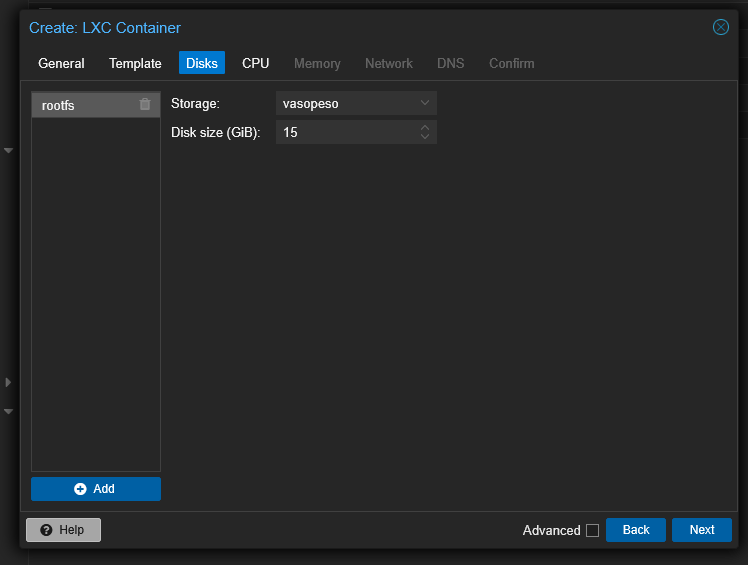 Create: LXC Container
General Template Disks CPU Memory Network DNS Confirm
rootfs
Storage: vasopeso
Disk size (GiB): 15
Add
Help Advanced Back Next